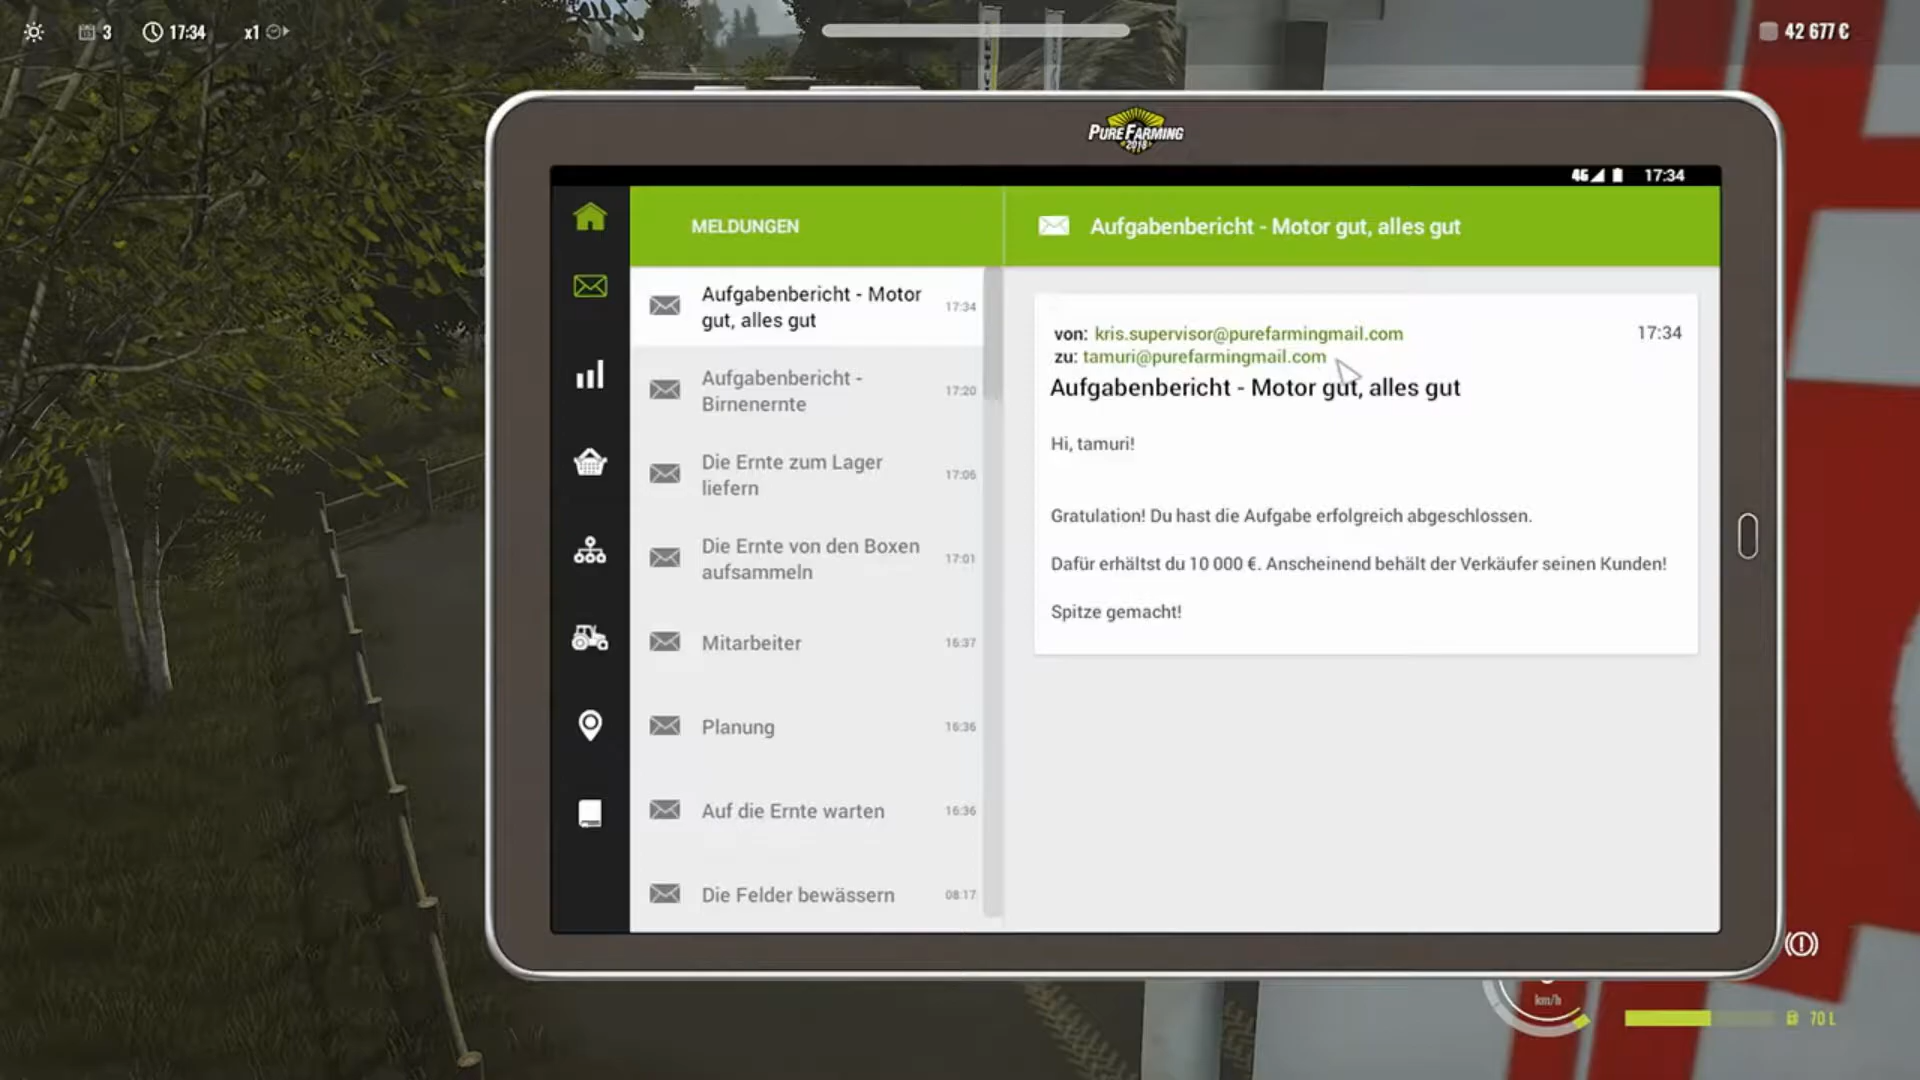 3
17:34
x1
42 677 €
PURE FARMING
2018
4G
17:34
MELDUNGEN
Aufgabenbericht - Motor gut, alles gut
Aufgabenbericht - Motor
gut, alles gut
17:34
Aufgabenbericht -
Birnenernte
17:20
Die Ernte zum Lager
liefern
17:06
Die Ernte von den Boxen
aufsammeln
17:01
Mitarbeiter
16:37
Planung
16:36
Auf die Ernte warten
16:36
Die Felder bewässern
08:17
von: kris.supervisor@purefarmingmail.com
17:34
zu: tamuri@purefarmingmail.com
Aufgabenbericht - Motor gut, alles gut
Hi, tamuri!
Gratulation! Du hast die Aufgabe erfolgreich abgeschlossen.
Dafür erhältst du 10 000 €. Anscheinend behält der Verkäufer seinen Kunden!
Spitze gemacht!
km/h
70 L